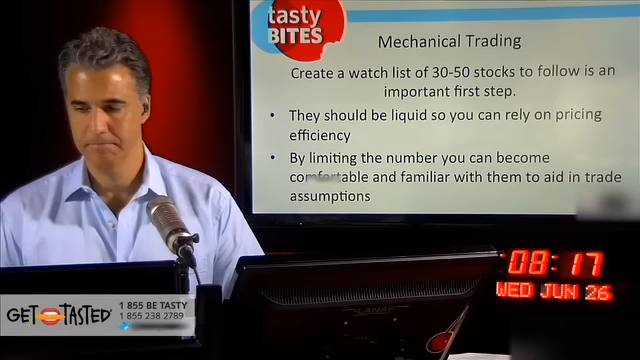 tasty
BITES
Mechanical Trading
Create a watch list of 30-50 stocks to follow is an
important first step.
• They should be liquid so you can rely on pricing
efficiency
• By limiting the number you can become
comfortable and familiar with them to aid in trade
assumptions
08:17
WED JUN 26
GET TASTED
1 855 BE TASTY
1 855 238 2789
PLANAR